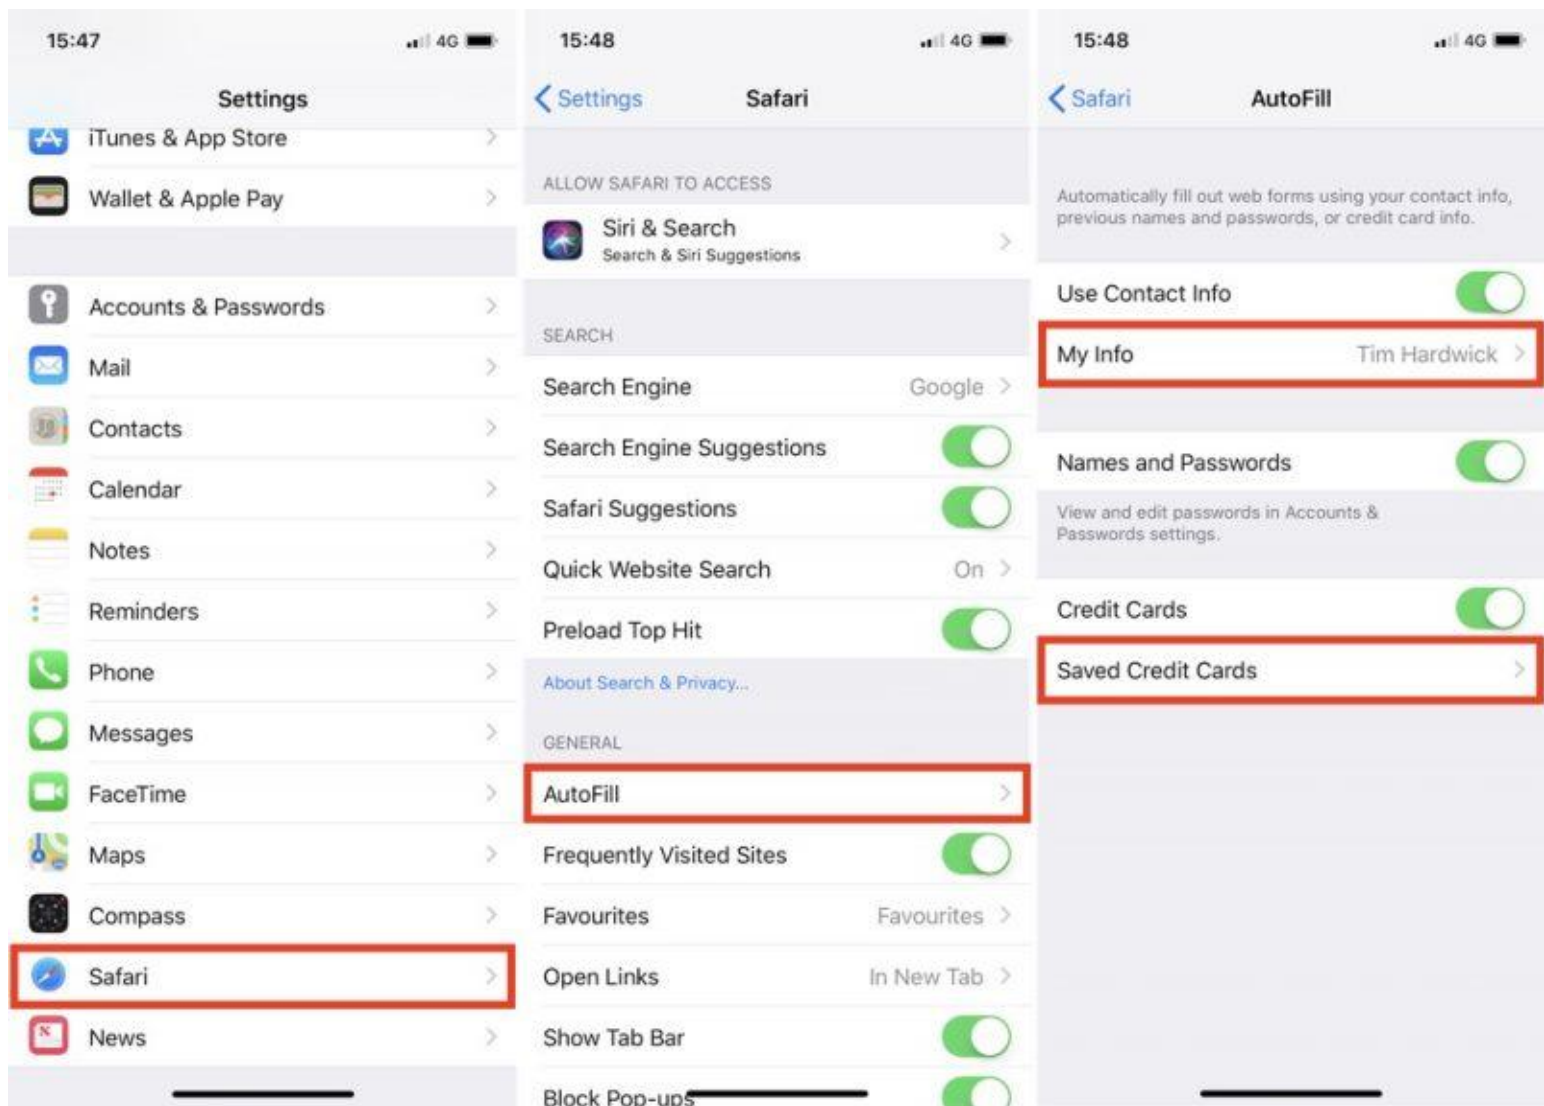 15:47
4G
Settings
iTunes & App Store
Wallet & Apple Pay
Accounts & Passwords
Mail
Contacts
Calendar
Notes
Reminders
Phone
Messages
FaceTime
Maps
Compass
Safari
News
15:48
4G
Settings
Safari
ALLOW SAFARI TO ACCESS
Siri & Search
Search & Siri Suggestions
SEARCH
Search Engine Google
Search Engine Suggestions
Safari Suggestions
Quick Website Search On
Preload Top Hit
About Search & Privacy...
GENERAL
AutoFill
Frequently Visited Sites
Favourites Favourites
Open Links In New Tab
Show Tab Bar
Block Pop-ups
15:48
4G
Safari
AutoFill
Automatically fill out web forms using your contact info,
previous names and passwords, or credit card info.
Use Contact Info
My Info Tim Hardwick
Names and Passwords
View and edit passwords in Accounts &
Passwords settings.
Credit Cards
Saved Credit Cards